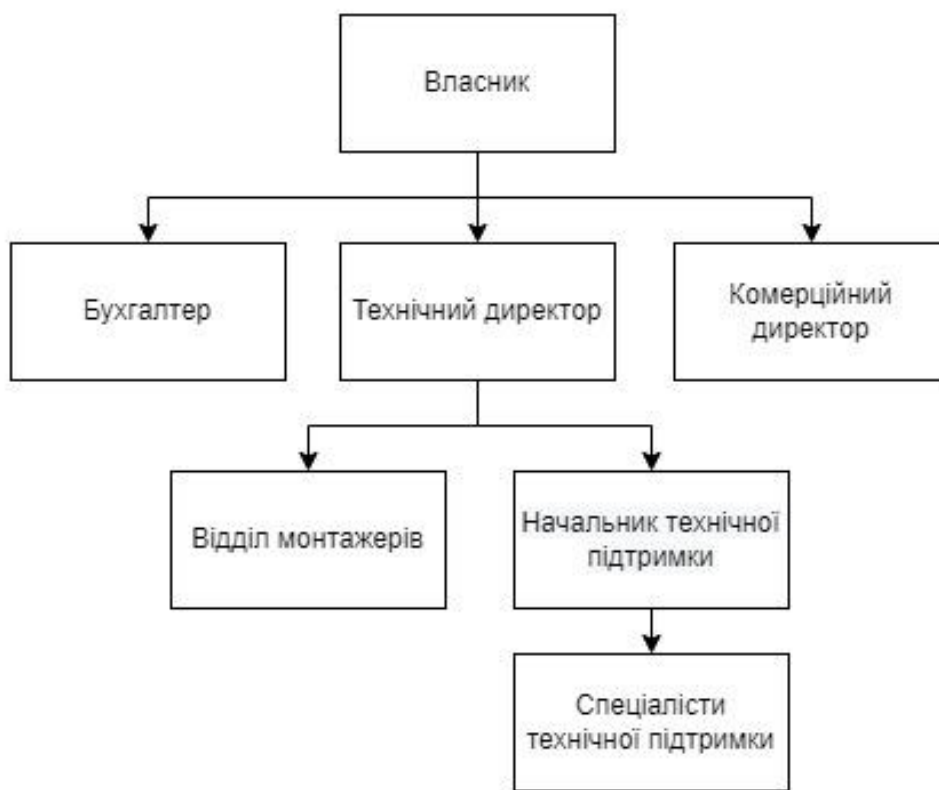 Власник
Бухгалтер
Технічний директор
Комерційний
директор
Відділ монтажерів
Начальник технічної
підтримки
Спеціалісти
технічної підтримки